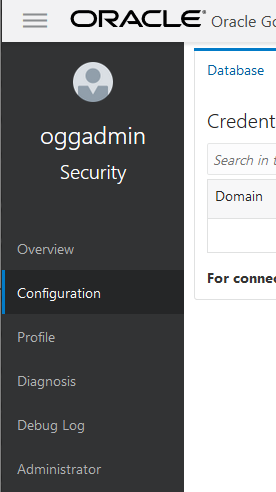 ORACLE® Oracle Go
oggadmin
Security
Overview
Configuration
Profile
Diagnosis
Debug Log
Administrator
Database
Credent
Search in t
Domain
For connec